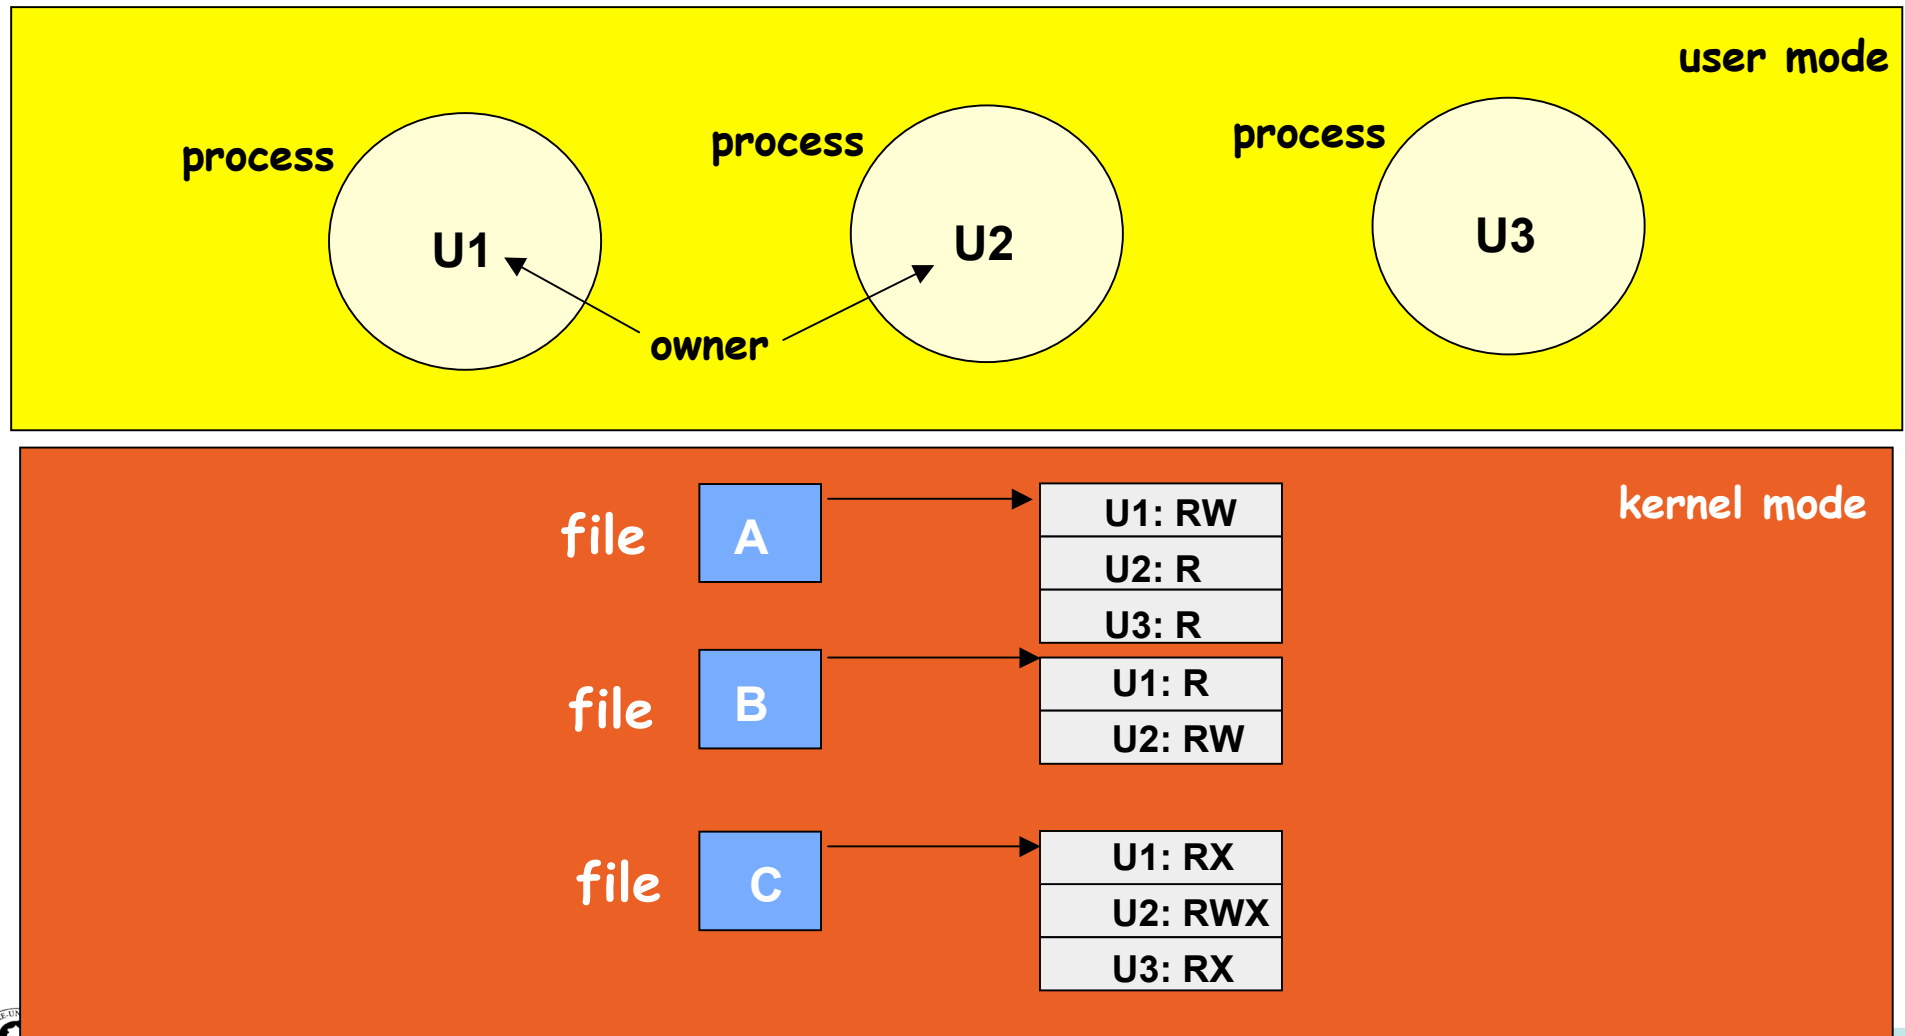 user mode
process
process
process
U1
U2
U3
owner
kernel mode
file
A
U1: RW
U2: R
U3: R
file
B
U1: R
U2: RW
file
C
U1: RX
U2: RWX
U3: RX